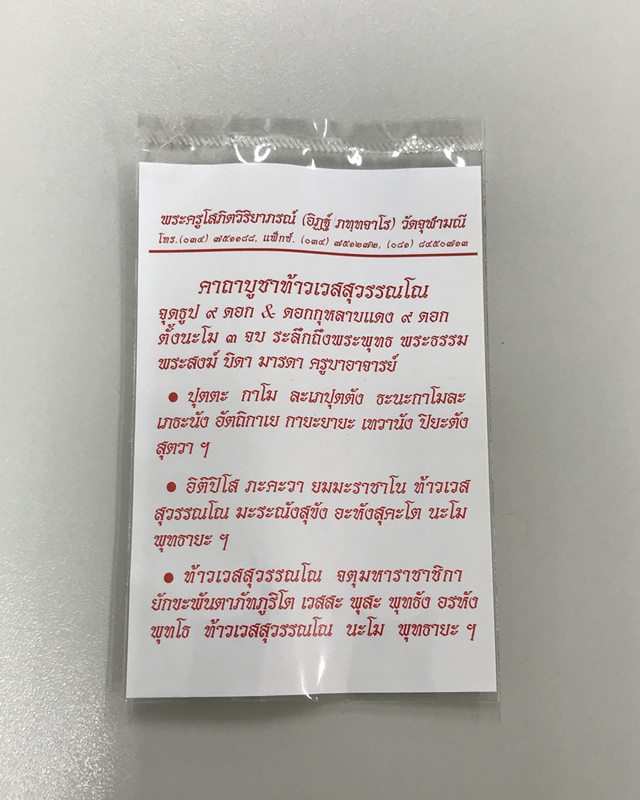 พระครูโสภิตวิริยาภรณ์ (อิฏฐ์ ภทฺทจาโร) วัดจุฬามณี
โทร.(๐๓๔) ๗๕๑๑๘๘, แฟ็กซ์. (๐๓๔) ๗๕๑๒๗๒, (๐๘๑) ๘๔๕๐๗๑๓
คาถาบูชาท้าวเวสสุวรรณโณ
จุดธูป ๙ ดอก & ดอกกุหลาบแดง ๙ ดอก
ตั้งนะโม ๓ จบ ระลึกถึงพระพุทธ พระธรรม
พระสงฆ์ บิดา มารดา ครูบาอาจารย์
● ปุตตะ กาโม ละเภปุตตัง ธะนะกาโมละ
เภธะนัง อัตถิกาเย กายะยายะ เทวานัง ปิยะตัง
สุตวา ฯ
● อิติปิโส ภะคะวา ยมมะราชาโน ท้าวเวส
สุวรรณโณ มะระณังสุขัง อะหังสุคะโต นะโม
พุทธายะ ฯ
● ท้าวเวสสุวรรณโณ จตุมหาราชาชิกา
ยักขะพันตาภัทภูริโต เวสสะ พุสะ พุทธัง อรหัง
พุทโธ ท้าวเวสสุวรรณโณ นะโม พุทธายะ ฯ